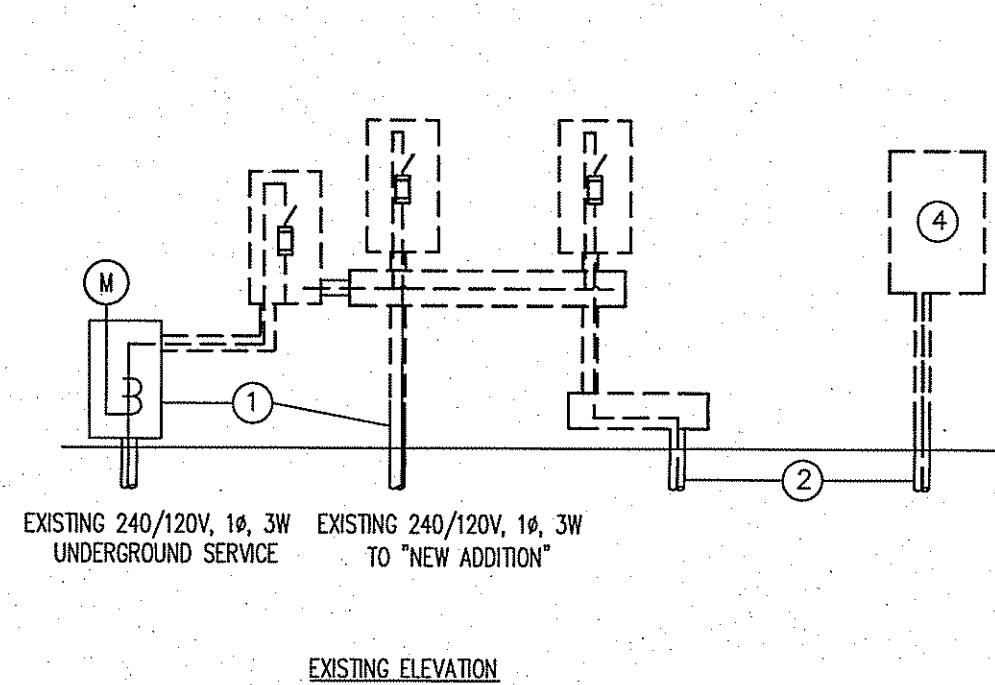 4
M
1
2
EXISTING 240/120V, 1ø, 3W
UNDERGROUND SERVICE
EXISTING 240/120V, 1ø, 3W
TO "NEW ADDITION"
EXISTING ELEVATION